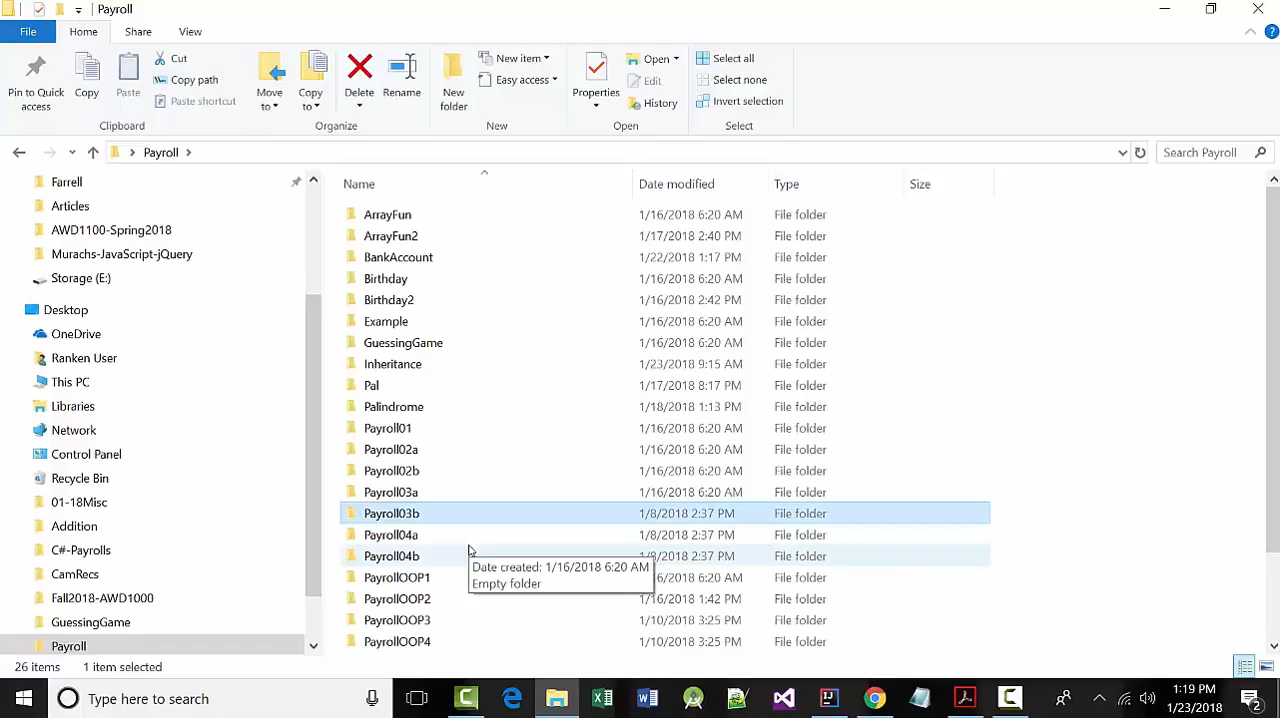 Payroll
File Home Share View
Pin to Quick access
Copy
Paste
Cut
Copy path
Paste shortcut
Clipboard
Move to
Copy to
Delete
Rename
Organize
New folder
New item
Easy access
New
Properties
Open
Edit
History
Open
Select all
Select none
Invert selection
Select
Payroll
Search Payroll
Farrell
Articles
AWD1100-Spring2018
Murachs-JavaScript-jQuery
Storage (E:)
Desktop
OneDrive
Ranken User
This PC
Libraries
Network
Control Panel
Recycle Bin
01-18Misc
Addition
C#-Payrolls
CamRecs
Fall2018-AWD1000
GuessingGame
Payroll
Name Date modified Type Size
ArrayFun 1/16/2018 6:20 AM File folder
ArrayFun2 1/17/2018 2:40 PM File folder
BankAccount 1/22/2018 1:17 PM File folder
Birthday 1/16/2018 6:20 AM File folder
Birthday2 1/16/2018 2:42 PM File folder
Example 1/16/2018 6:20 AM File folder
GuessingGame 1/16/2018 6:20 AM File folder
Inheritance 1/23/2018 9:15 AM File folder
Pal 1/17/2018 8:17 PM File folder
Palindrome 1/18/2018 1:13 PM File folder
Payroll01 1/16/2018 6:20 AM File folder
Payroll02a 1/16/2018 6:20 AM File folder
Payroll02b 1/16/2018 6:20 AM File folder
Payroll03a 1/16/2018 6:20 AM File folder
Payroll03b 1/8/2018 2:37 PM File folder
Payroll04a 1/8/2018 2:37 PM File folder
Payroll04b 2:37 PM File folder
PayrollOOP1 6:20 AM File folder
PayrollOOP2 1/16/2018 1:42 PM File folder
PayrollOOP3 1/10/2018 3:25 PM File folder
PayrollOOP4 1/10/2018 3:25 PM File folder
Date created: 1/16/2018 6:20 AM
Empty folder
26 items 1 item selected
Type here to search
1:19 PM
1/23/2018
2